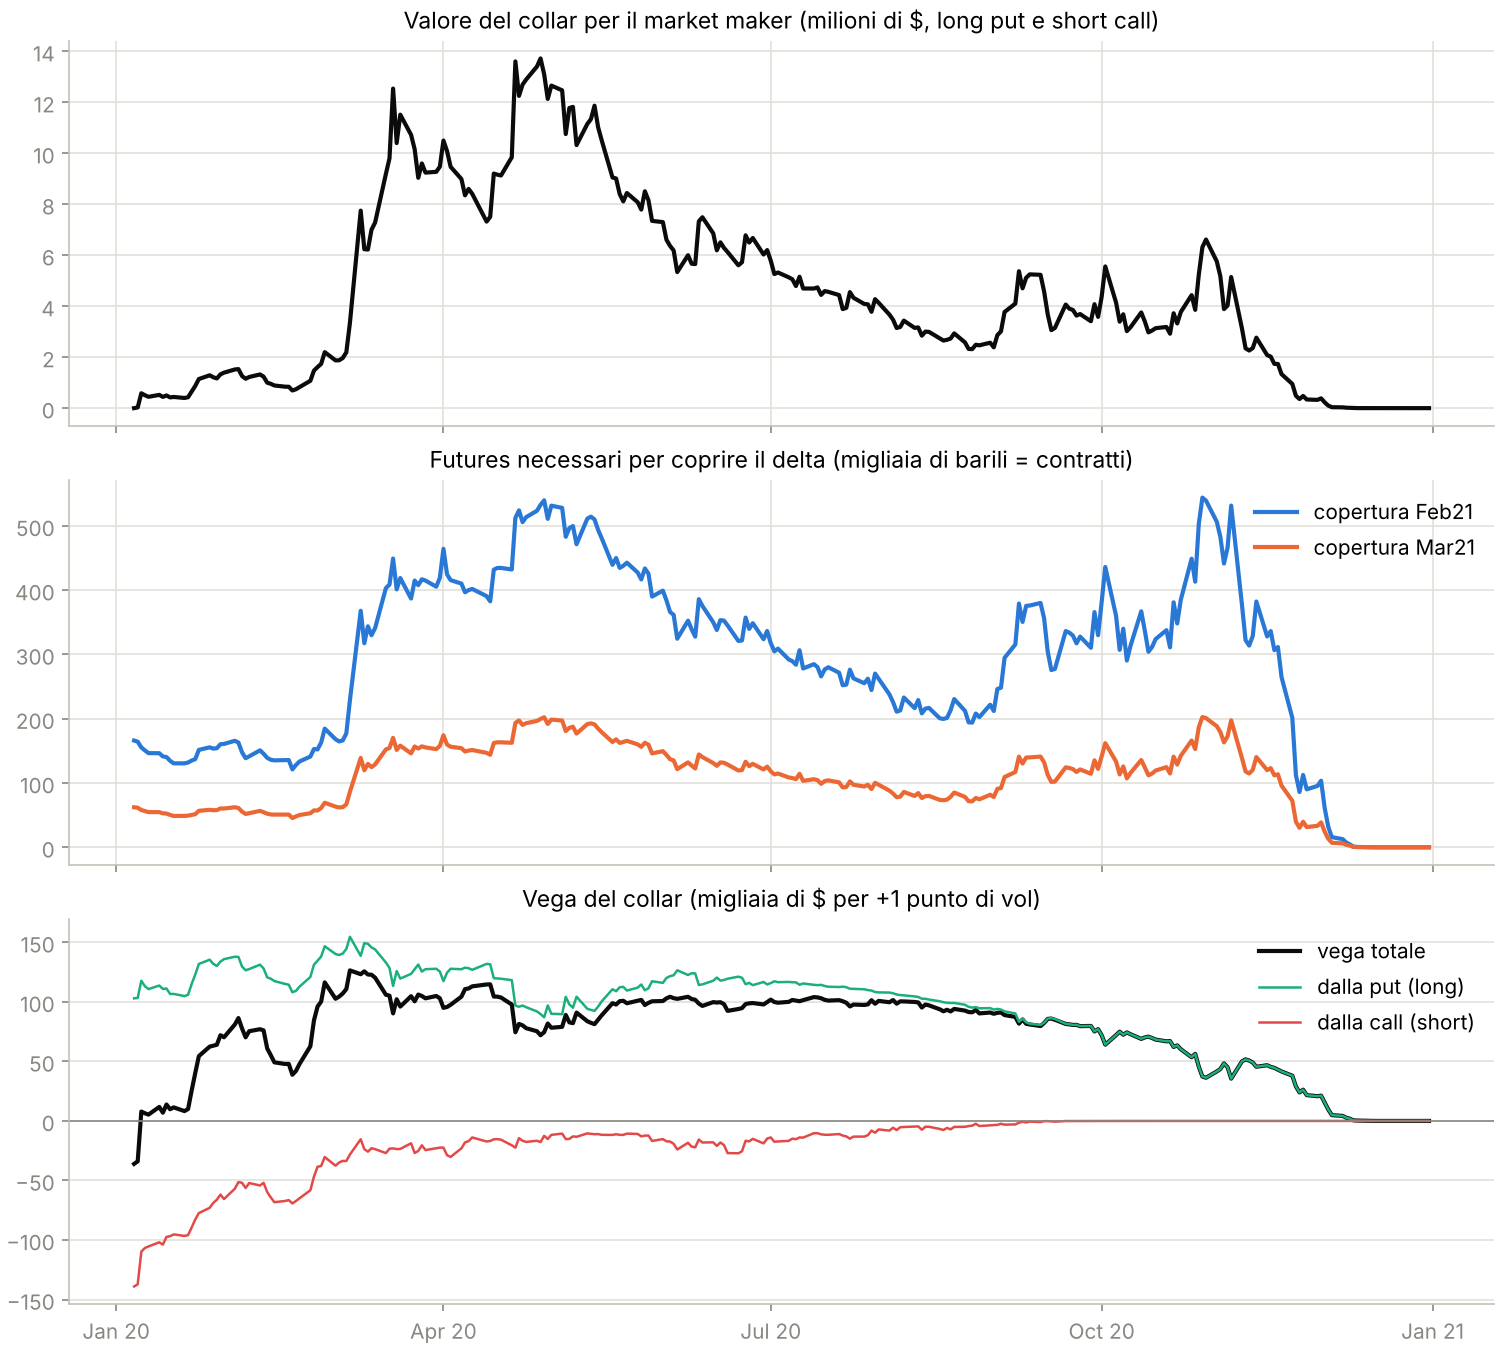 Valore del collar per il market maker (milioni di $, long put e short call)
14
12
10
8
6
4
2
0
Futures necessari per coprire il delta (migliaia di barili = contratti)
500
400
300
200
100
0
copertura Feb21
copertura Mar21
Vega del collar (migliaia di $ per +1 punto di vol)
150
100
50
0
−50
−100
−150
vega totale
dalla put (long)
dalla call (short)
Jan 20
Apr 20
Jul 20
Oct 20
Jan 21